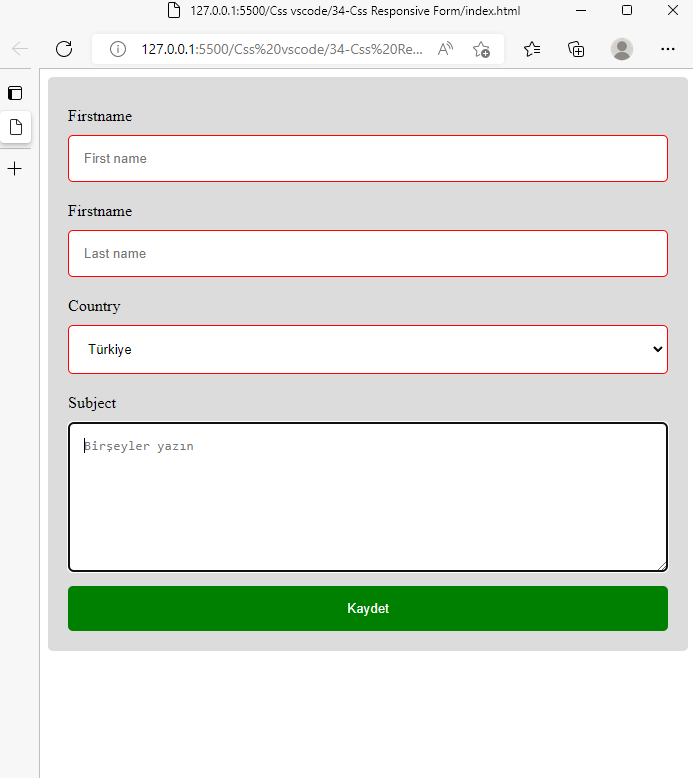 127.0.0.1:5500/Css vscode/34-Css Responsive Form/index.html
127.0.0.1:5500/Css%20vscode/34-Css%20Re...
Firstname
First name
Firstname
Last name
Country
Türkiye
Subject
Birşeyler yazın
Kaydet